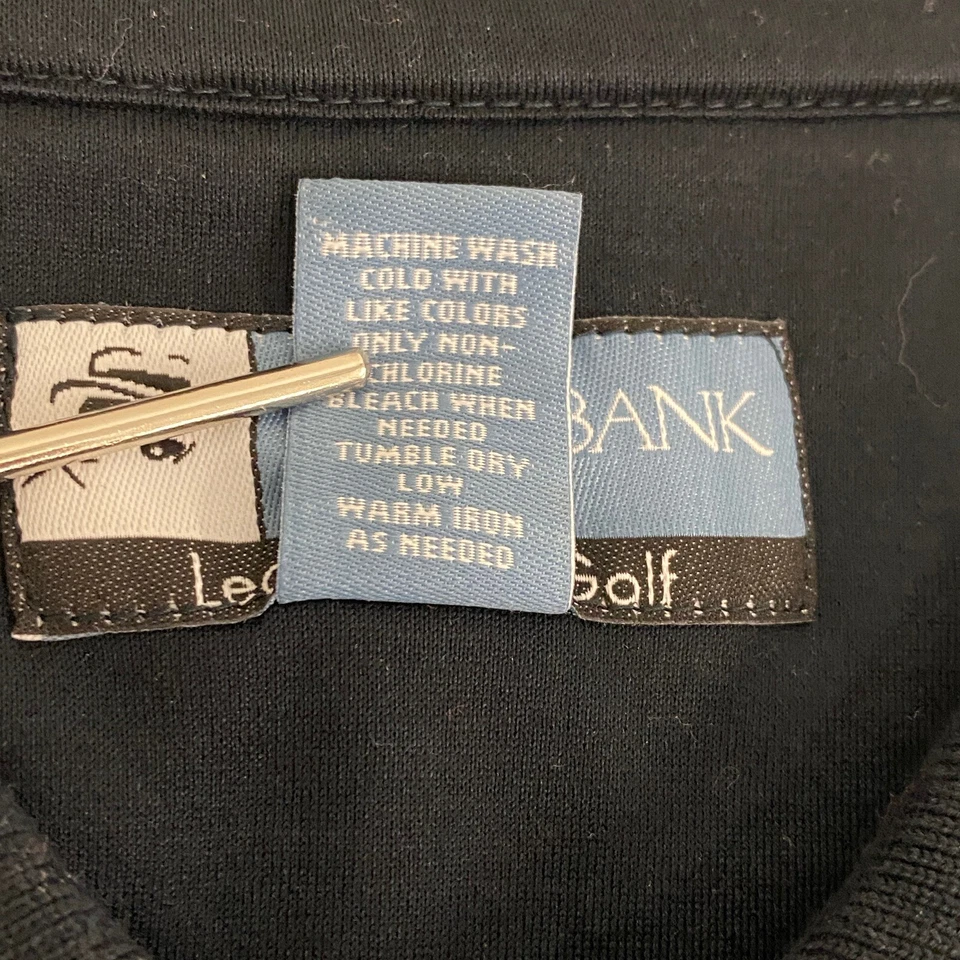 MACHINE WASH
COLD WITH
LIKE COLORS
ONLY NON-
CHLORINE
BLEACH WHEN
NEEDED
TUMBLE DRY
LOW
WARM IRON
AS NEEDED
BANK
Golf